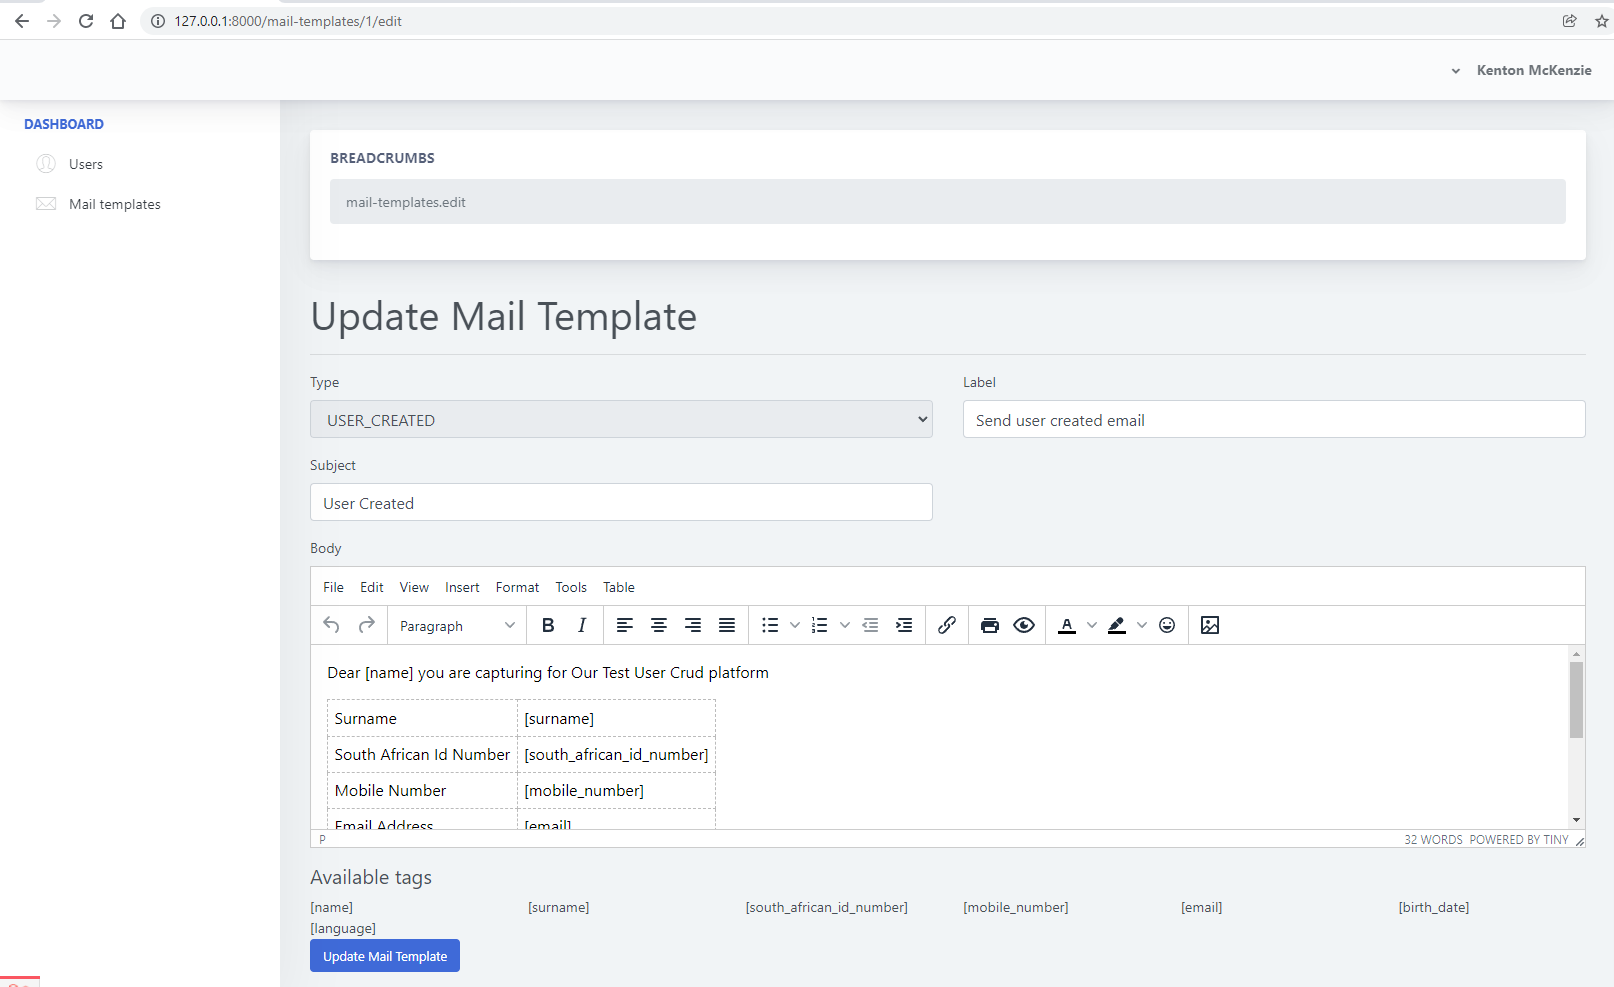 127.0.0.1:8000/mail-templates/1/edit
Kenton McKenzie
DASHBOARD
Users
Mail templates
BREADCRUMBS
mail-templates.edit
Update Mail Template
Type
Label
USER_CREATED
Send user created email
Subject
User Created
Body
File Edit View Insert Format Tools Table
Paragraph B I A
Dear [name] you are capturing for Our Test User Crud platform
Surname [surname]
South African Id Number [south_african_id_number]
Mobile Number [mobile_number]
Email Address [email]
P 32 WORDS POWERED BY TINY
Available tags
[name] [surname] [south_african_id_number] [mobile_number] [email] [birth_date]
[language]
Update Mail Template